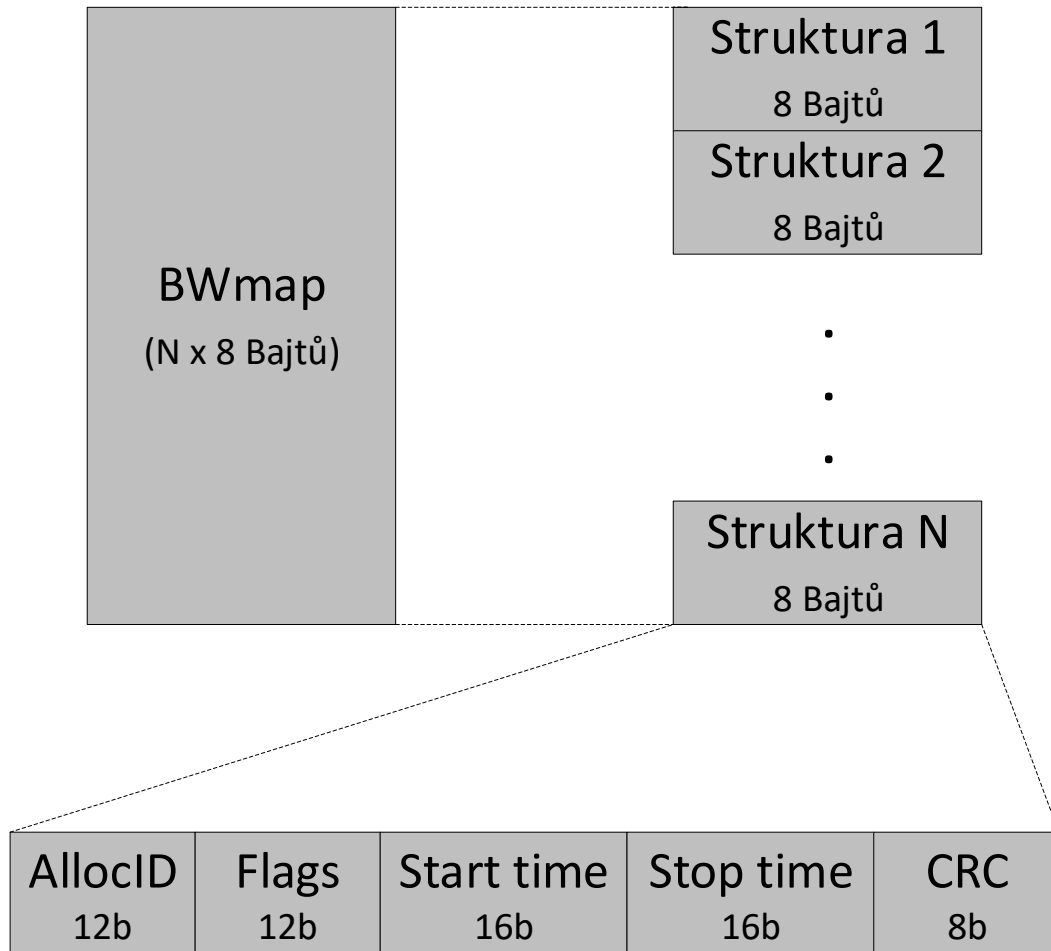 BWmap
(N x 8 Bajtů)
Struktura 1
8 Bajtů
Struktura 2
8 Bajtů
.
.
.
Struktura N
8 Bajtů
AllocID
12b
Flags
12b
Start time
16b
Stop time
16b
CRC
8b